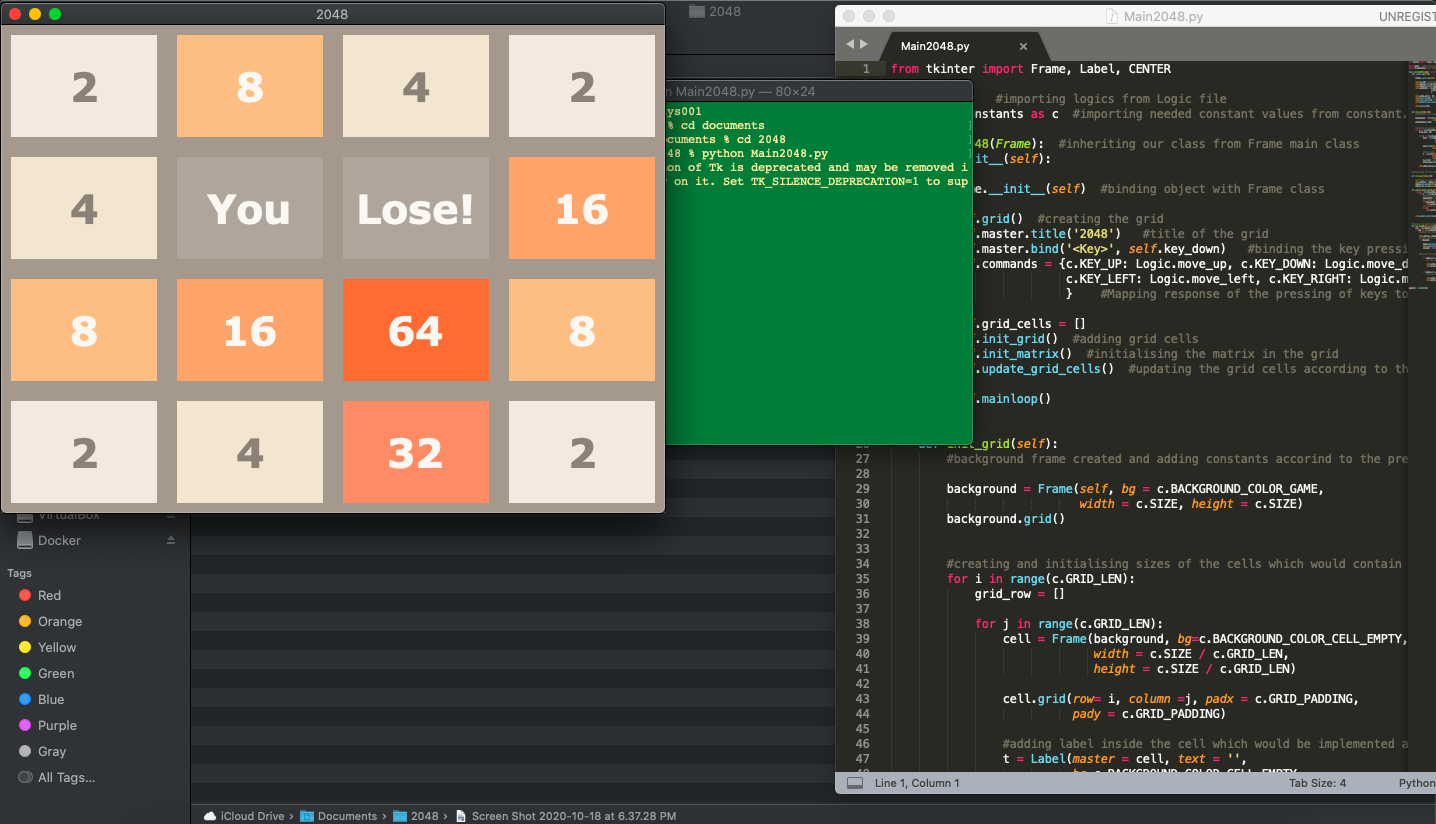 2048
2 8 4 2
4 You Lose! 16
8 16 64 8
2 4 32 2
2048
Main2048.py — 80×24
ys001
% cd documents
cuments % cd 2048
48 % python Main2048.py
on of Tk is deprecated and may be removed i
on it. Set TK_SILENCE_DEPRECATION=1 to sup
Main2048.py
UNREGIST
Main2048.py ×
1 from tkinter import Frame, Label, CENTER
#importing logics from Logic file
nstants as c #importing needed constant values from constant.
48(Frame): #inheriting our class from Frame main class
it__(self):
e.__init__(self) #binding object with Frame class
.grid() #creating the grid
.master.title('2048') #title of the grid
.master.bind('<Key>', self.key_down) #binding the key pressi
.commands = {c.KEY_UP: Logic.move_up, c.KEY_DOWN: Logic.move_d
c.KEY_LEFT: Logic.move_left, c.KEY_RIGHT: Logic.m
} #Mapping response of the pressing of keys to
.grid_cells = []
.init_grid() #adding grid cells
.init_matrix() #initialising the matrix in the grid
.update_grid_cells() #updating the grid cells according to th
.mainloop()
init_grid(self):
27 #background frame created and adding constants accorind to the pre
28
29 background = Frame(self, bg = c.BACKGROUND_COLOR_GAME,
30 width = c.SIZE, height = c.SIZE)
31 background.grid()
32
33
34 #creating and initialising sizes of the cells which would contain
35 for i in range(c.GRID_LEN):
36 grid_row = []
37
38 for j in range(c.GRID_LEN):
39 cell = Frame(background, bg=c.BACKGROUND_COLOR_CELL_EMPTY,
40 width = c.SIZE / c.GRID_LEN,
41 height = c.SIZE / c.GRID_LEN)
42
43 cell.grid(row= i, column =j, padx = c.GRID_PADDING,
44 pady = c.GRID_PADDING)
45
46 #adding label inside the cell which would be implemented a
47 t = Label(master = cell, text = '',
Line 1, Column 1
Tab Size: 4
Python
VirtualBox
Docker
Tags
Red
Orange
Yellow
Green
Blue
Purple
Gray
All Tags...
iCloud Drive › Documents › 2048 › Screen Shot 2020-10-18 at 6.37.28 PM